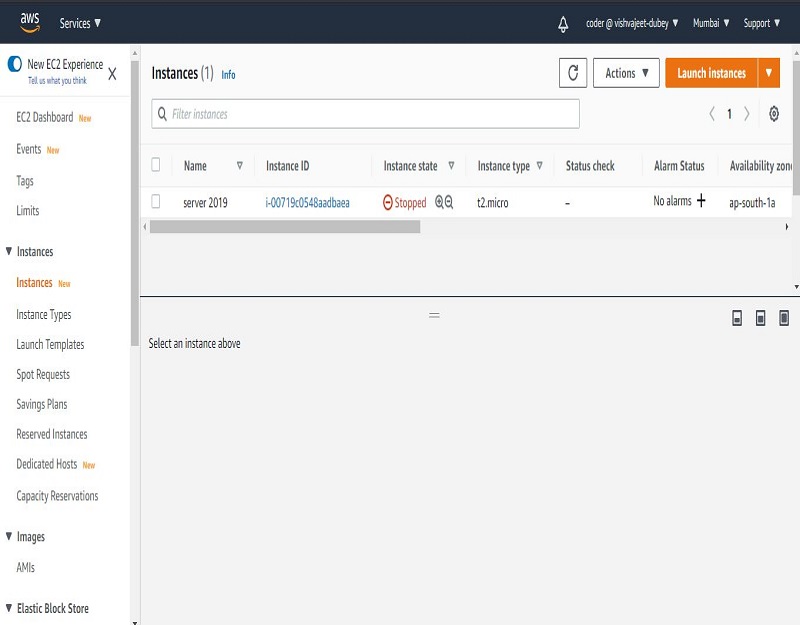 aws Services ▼ coder @ vishvajeet-dubey ▼ Mumbai ▼ Support ▼
New EC2 Experience
Tell us what you think
EC2 Dashboard New
Events New
Tags
Limits
▼ Instances
Instances New
Instance Types
Launch Templates
Spot Requests
Savings Plans
Reserved Instances
Dedicated Hosts New
Capacity Reservations
▼ Images
AMIs
▼ Elastic Block Store
Instances (1) Info
Actions ▼ Launch instances ▼
Filter instances
1
Name Instance ID Instance state Instance type Status check Alarm Status Availability zone
server 2019 i-00719c0548aadbaea Stopped t2.micro – No alarms + ap-south-1a
Select an instance above